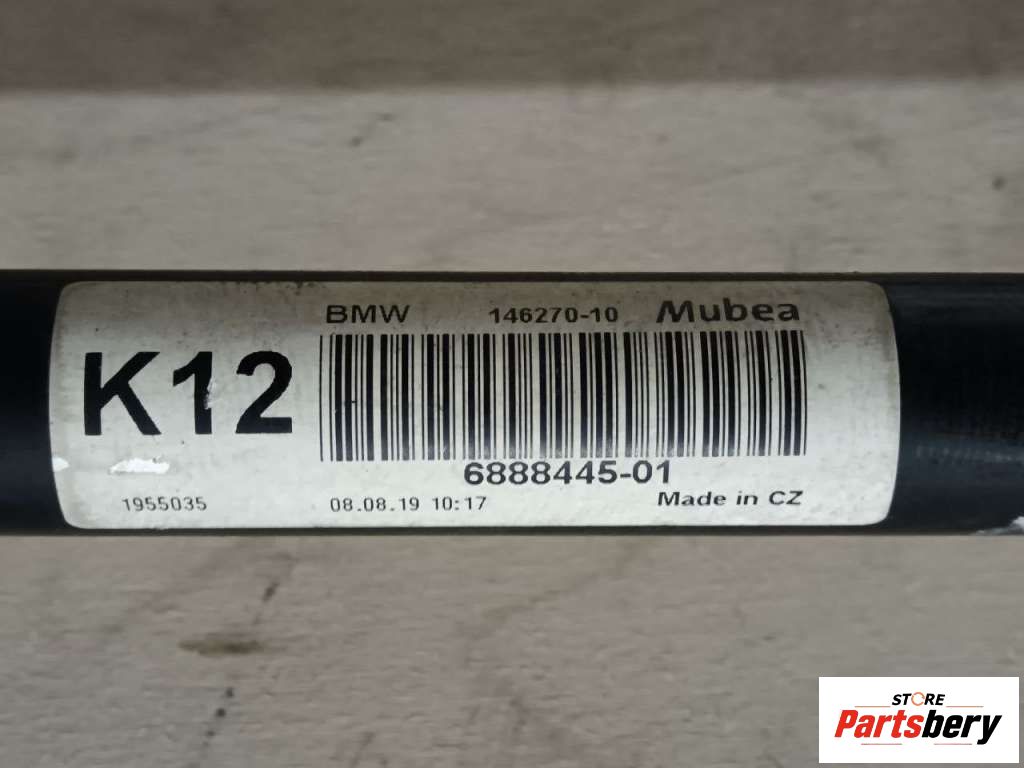 BMW 146270-10 Mubea
K12
6888445-01
1955035 08.08.19 10:17 Made in CZ
STORE
Partsbery